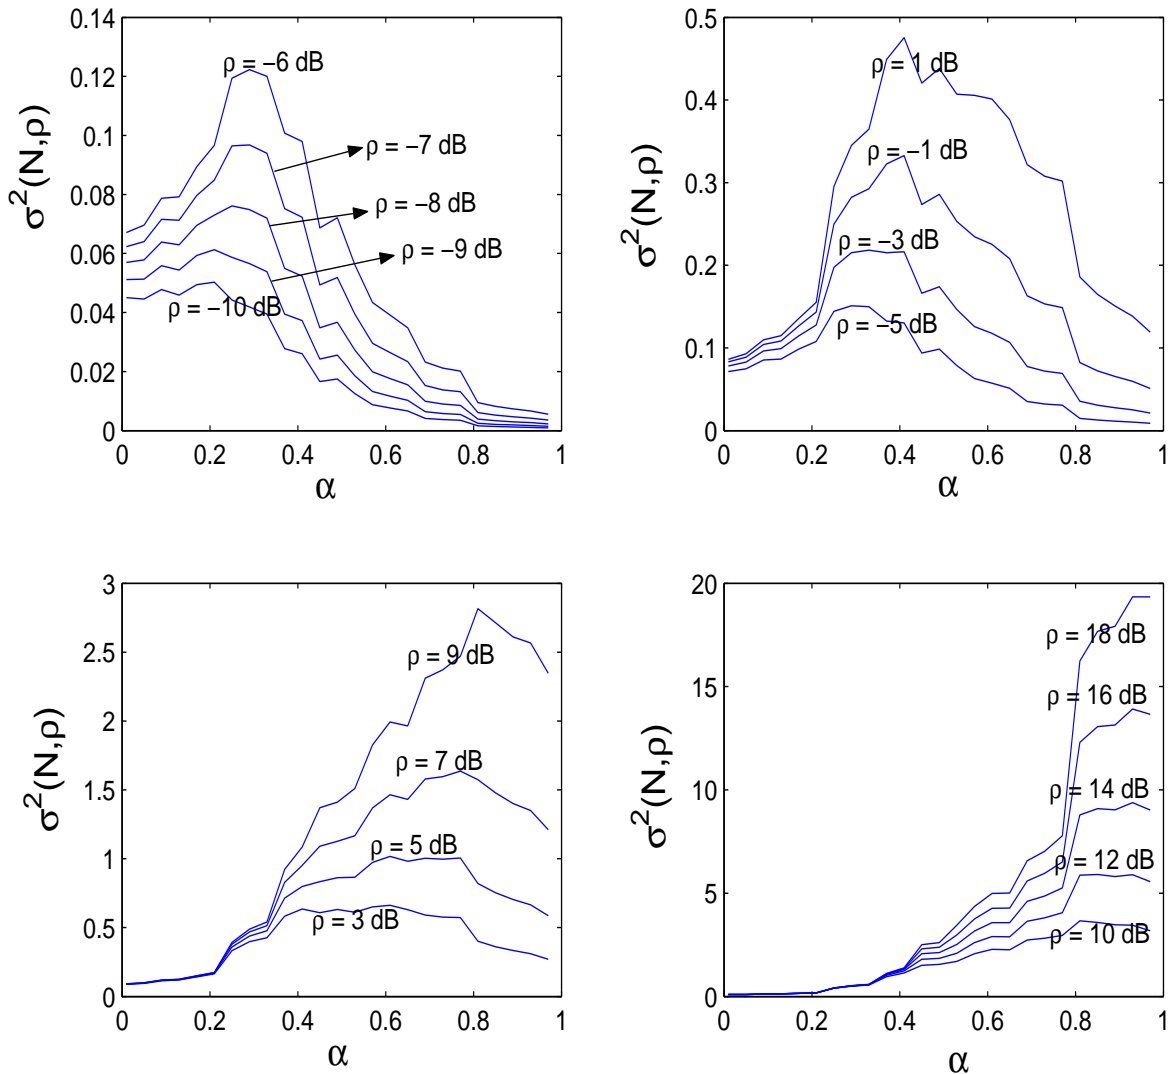 0.14
0.12
0.1
0.08
0.06
0.04
0.02
0
0
0.2
0.4
0.6
0.8
1
σ²(N,ρ)
α
ρ = −6 dB
ρ = −7 dB
ρ = −8 dB
ρ = −9 dB
ρ = −10 dB
0.5
0.4
0.3
0.2
0.1
0
0
0.2
0.4
0.6
0.8
1
σ²(N,ρ)
α
ρ = 1 dB
ρ = −1 dB
ρ = −3 dB
ρ = −5 dB
3
2.5
2
1.5
1
0.5
0
0
0.2
0.4
0.6
0.8
1
σ²(N,ρ)
α
ρ = 9 dB
ρ = 7 dB
ρ = 5 dB
ρ = 3 dB
20
15
10
5
0
0
0.2
0.4
0.6
0.8
1
σ²(N,ρ)
α
ρ = 18 dB
ρ = 16 dB
ρ = 14 dB
ρ = 12 dB
ρ = 10 dB